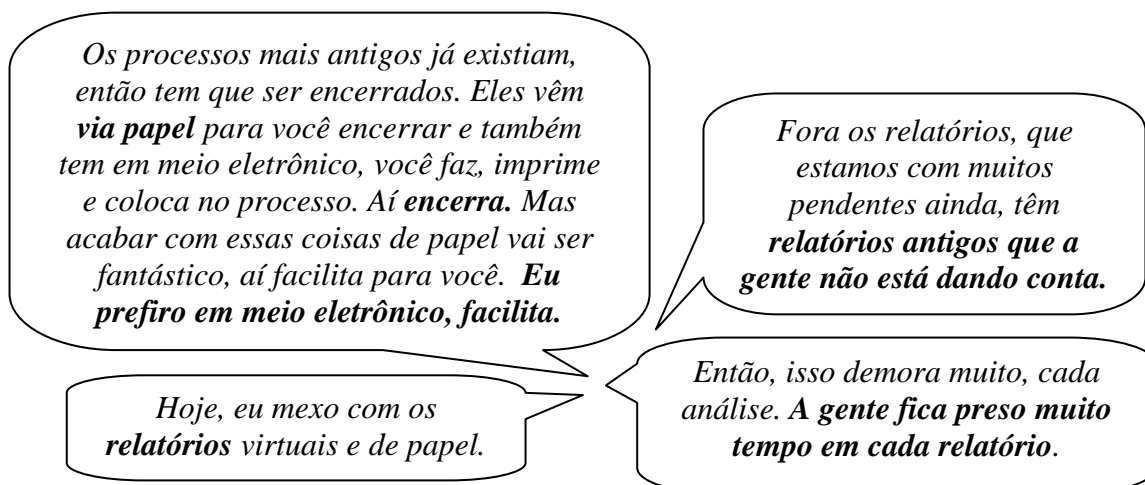 Os processos mais antigos já existiam,
então tem que ser encerrados. Eles vêm
via papel para você encerrar e também
tem em meio eletrônico, você faz, imprime
e coloca no processo. Aí encerra. Mas
acabar com essas coisas de papel vai ser
fantástico, aí facilita para você. Eu
prefiro em meio eletrônico, facilita.
Fora os relatórios, que
estamos com muitos
pendentes ainda, têm
relatórios antigos que a
gente não está dando conta.
Hoje, eu mexo com os
relatórios virtuais e de papel.
Então, isso demora muito, cada
análise. A gente fica preso muito
tempo em cada relatório.